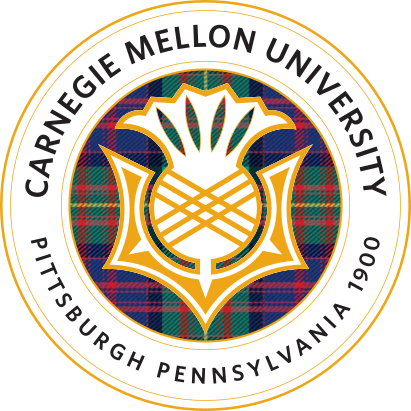 CARNEGIE MELLON UNIVERSITY
PITTSBURGH PENNSYLVANIA 1900